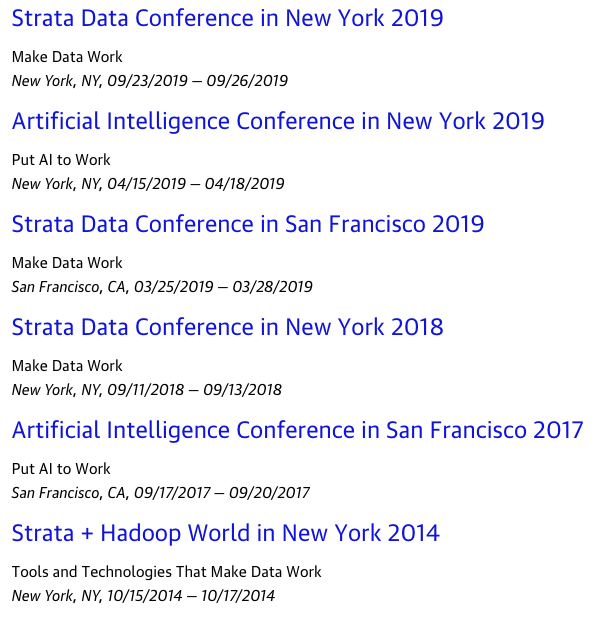 Strata Data Conference in New York 2019
Make Data Work
New York, NY, 09/23/2019 – 09/26/2019
Artificial Intelligence Conference in New York 2019
Put AI to Work
New York, NY, 04/15/2019 – 04/18/2019
Strata Data Conference in San Francisco 2019
Make Data Work
San Francisco, CA, 03/25/2019 – 03/28/2019
Strata Data Conference in New York 2018
Make Data Work
New York, NY, 09/11/2018 – 09/13/2018
Artificial Intelligence Conference in San Francisco 2017
Put AI to Work
San Francisco, CA, 09/17/2017 – 09/20/2017
Strata + Hadoop World in New York 2014
Tools and Technologies That Make Data Work
New York, NY, 10/15/2014 – 10/17/2014